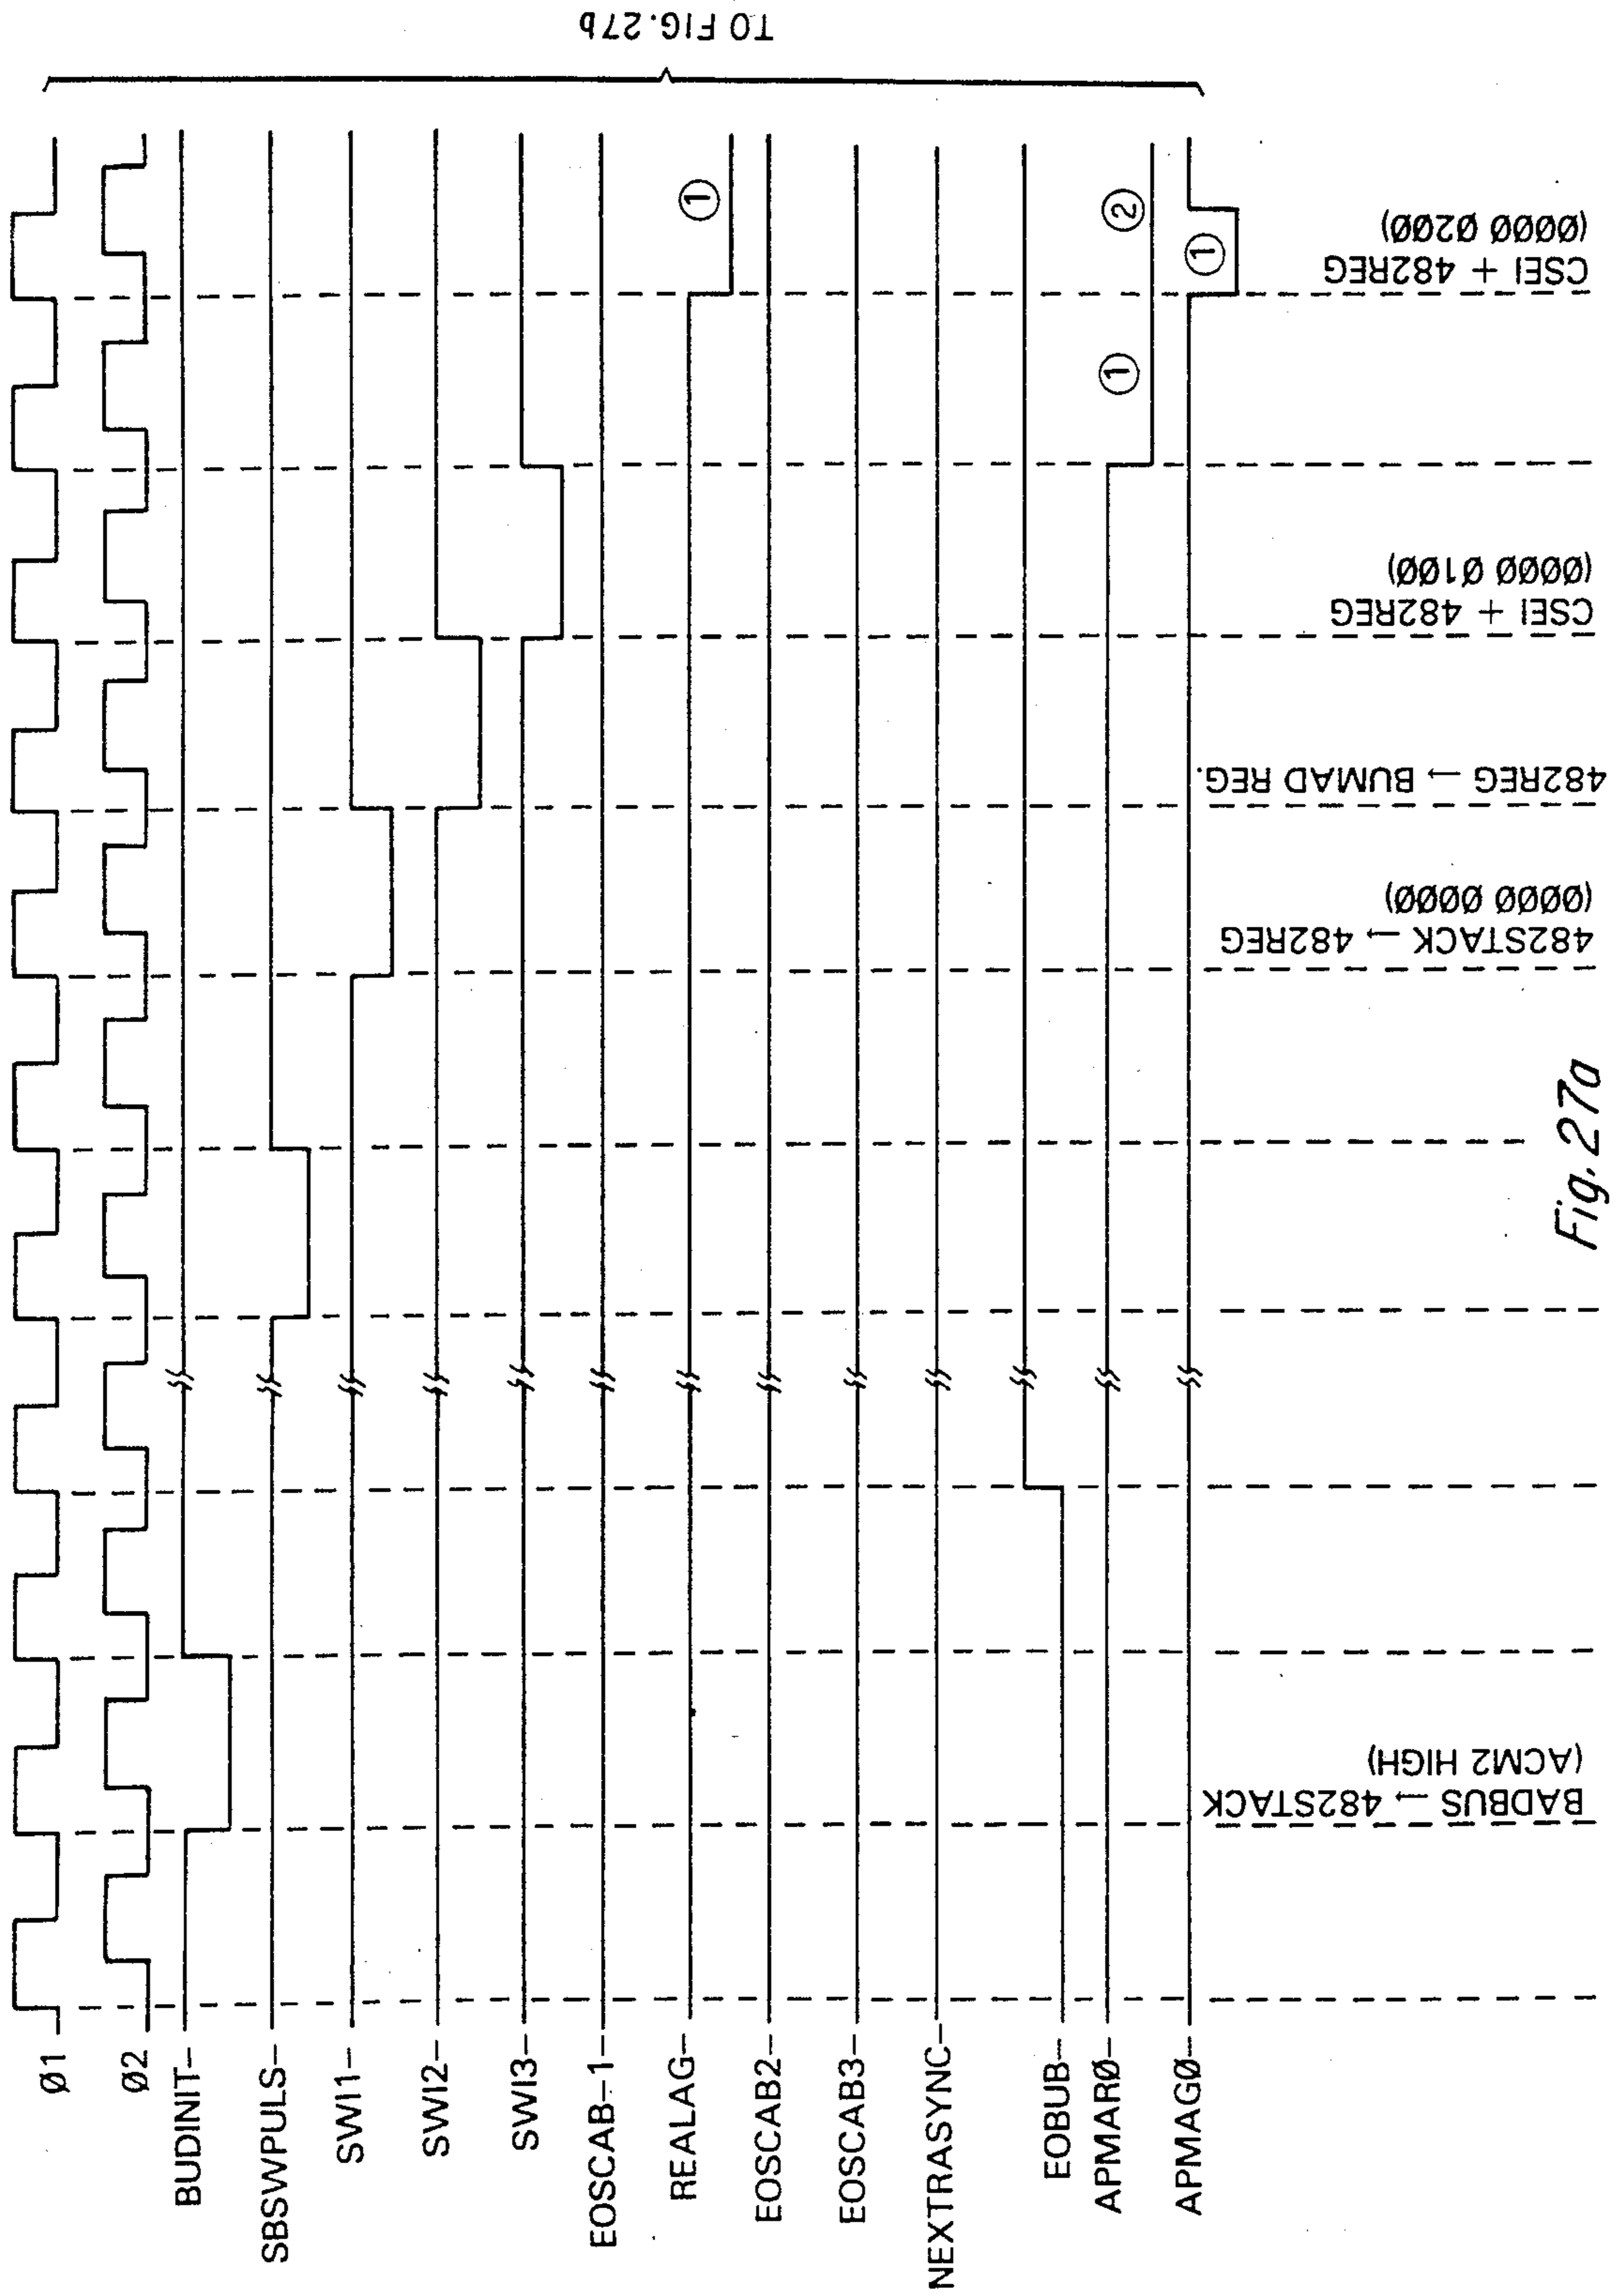 Ø1
Ø2
BUDINIT-
SBSWPULS-
SWI1-
SWI2-
SWI3-
EOSCAB-1-
REALAG-
EOSCAB2-
EOSCAB3-
NEXTRASYNC-
EOBUB-
APMARØ-
APMAGØ-
①
①
②
①
BADBUS → 482STACK
(ACM2 HIGH)
482STACK → 482REG
(ØØØØ ØØØØ)
482REG → BUMAD REG.
CSEI + 482REG
(ØØØØ Ø1ØØ)
CSEI + 482REG
(ØØØØ Ø2ØØ)
TO FIG.27b
Fig. 27a